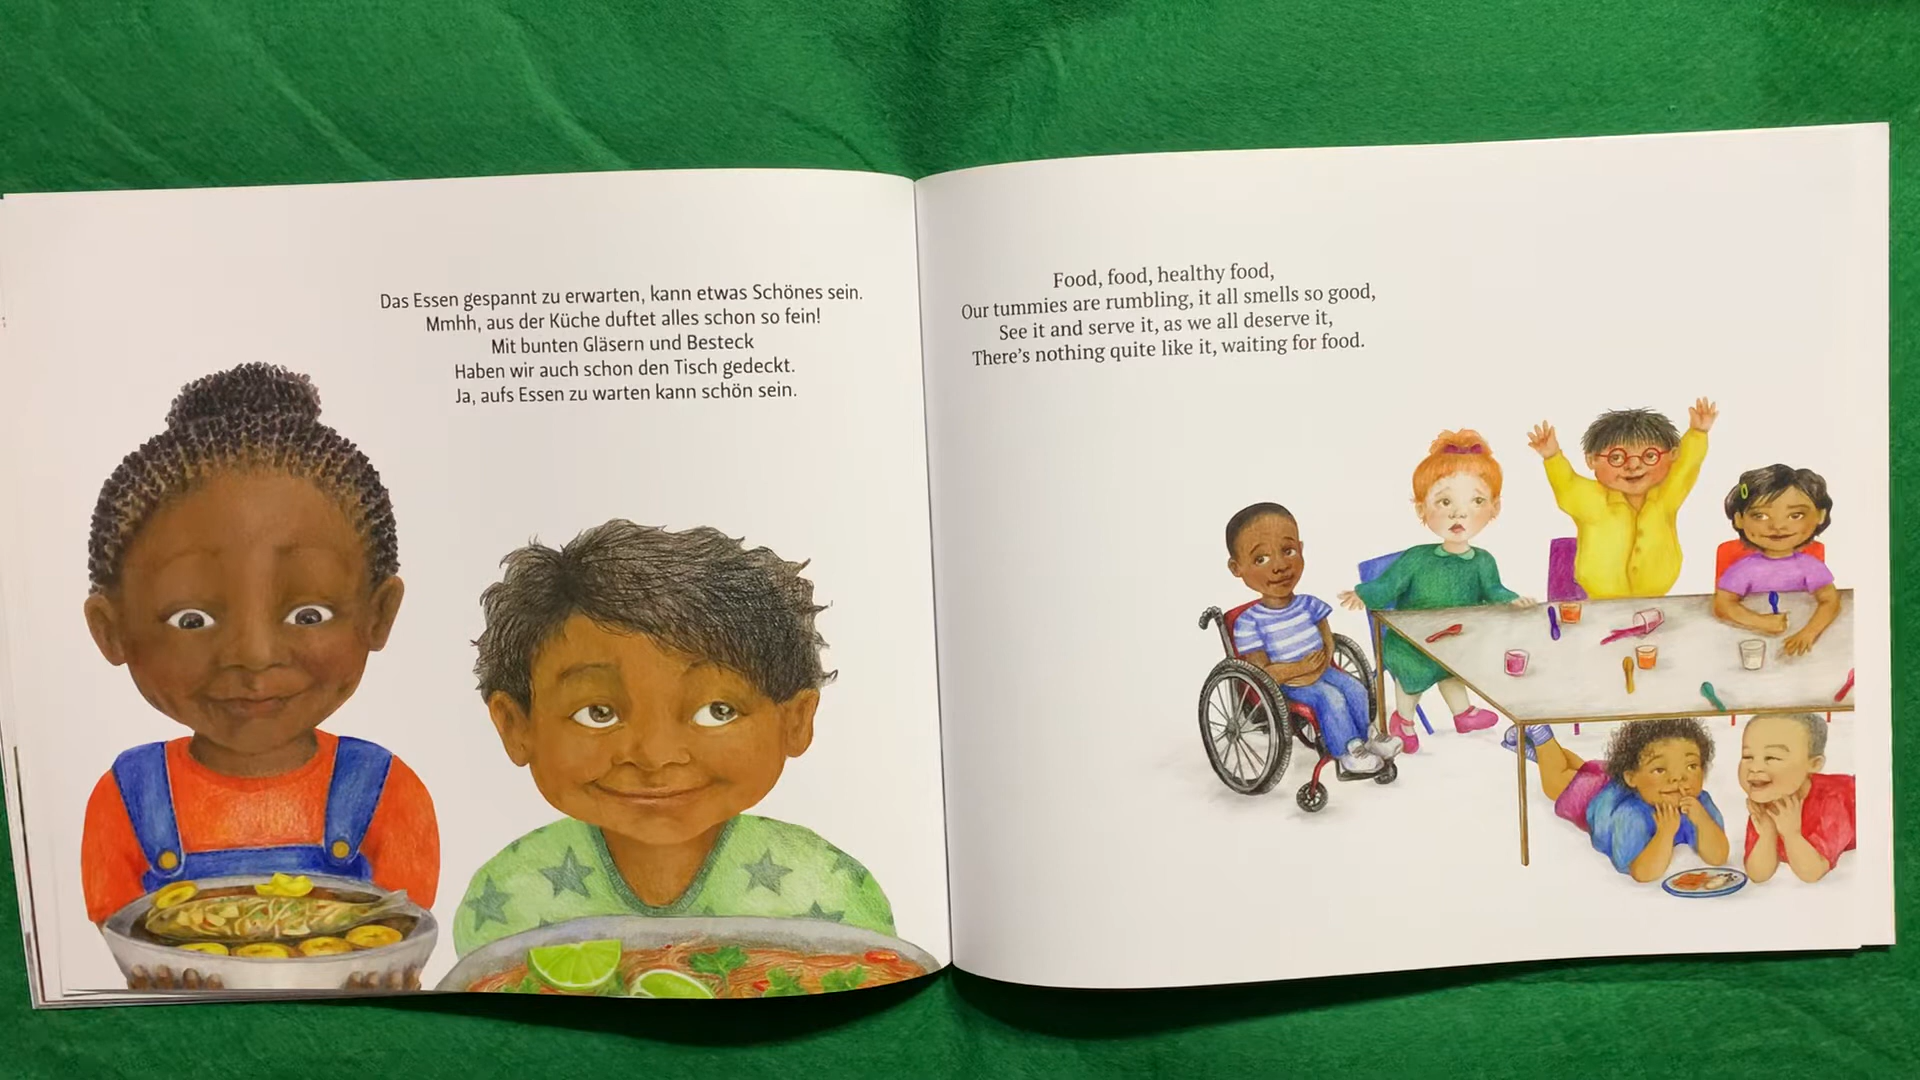 Das Essen gespannt zu erwarten, kann etwas Schönes sein.
Mmhh, aus der Küche duftet alles schon so fein!
Mit bunten Gläsern und Besteck
Haben wir auch schon den Tisch gedeckt.
Ja, aufs Essen zu warten kann schön sein.
Food, food, healthy food,
Our tummies are rumbling, it all smells so good,
See it and serve it, as we all deserve it,
There's nothing quite like it, waiting for food.